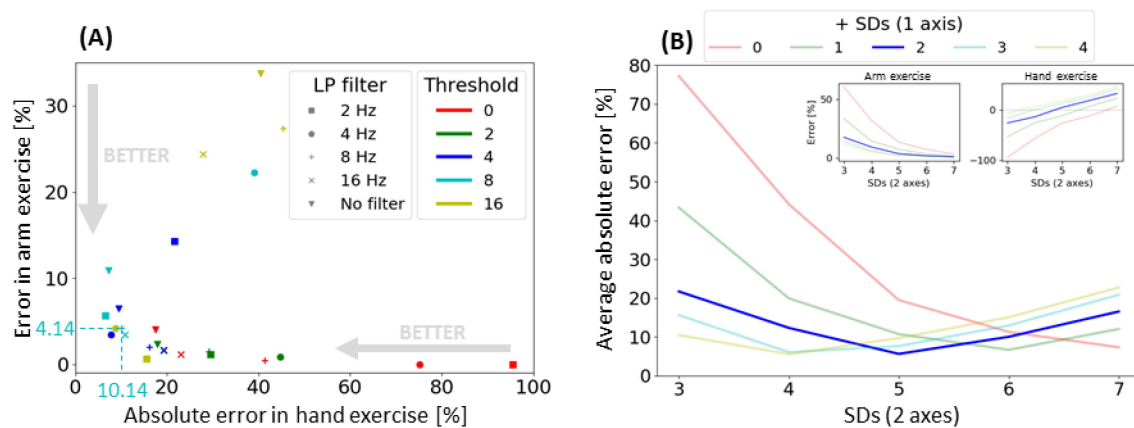 (A)
Error in arm exercise [%]
30
20
10
0
4.14
BETTER
LP filter
2 Hz
4 Hz
8 Hz
16 Hz
No filter
Threshold
0
2
4
8
16
BETTER
0 20 40 60 80 100
10.14
Absolute error in hand exercise [%]
(B)
+ SDs (1 axis)
0 1 2 3 4
Average absolute error [%]
80
70
60
50
40
30
20
10
0
Arm exercise
Error [%]
50
0
3 4 5 6 7
SDs (2 axes)
Hand exercise
0
−100
3 4 5 6 7
SDs (2 axes)
3 4 5 6 7
SDs (2 axes)